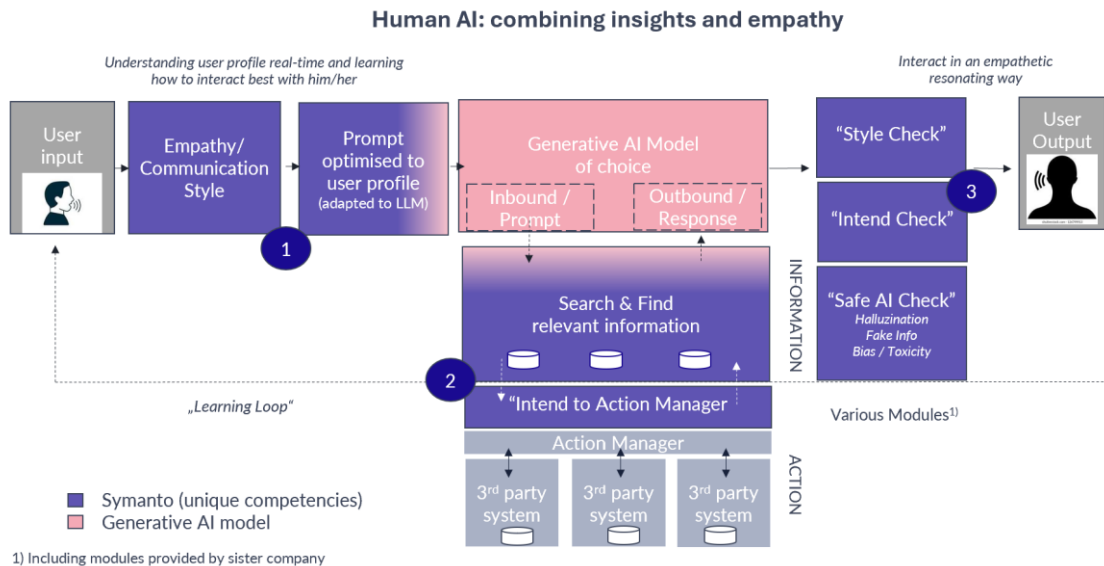 Human AI: combining insights and empathy
Understanding user profile real-time and learning
how to interact best with him/her
Interact in an empathetic
resonating way
User
input
Empathy/
Communication
Style
Prompt
optimised to
user profile
(adapted to LLM)
1
Generative AI Model
of choice
Inbound /
Prompt
Outbound /
Response
Search & Find
relevant information
2
"Intend to Action Manager
Action Manager
3rd party
system
3rd party
system
3rd party
system
INFORMATION
ACTION
“Style Check”
“Intend Check”
“Safe AI Check”
Halluzination
Fake Info
Bias / Toxicity
3
User
Output
„Learning Loop“
Various Modules1)
Symanto (unique competencies)
Generative AI model
1) Including modules provided by sister company